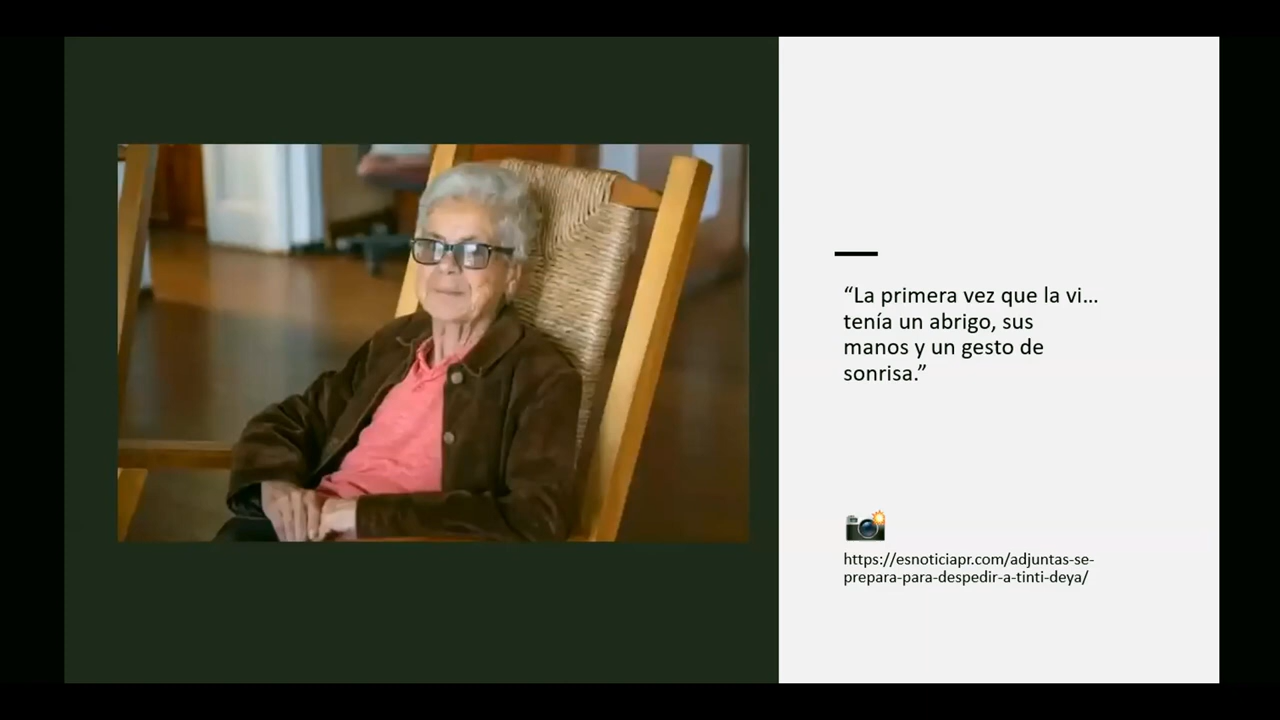 “La primera vez que la vi…
tenía un abrigo, sus
manos y un gesto de
sonrisa.”
https://esnoticiapr.com/adjuntas-se-
prepara-para-despedir-a-tinti-deya/